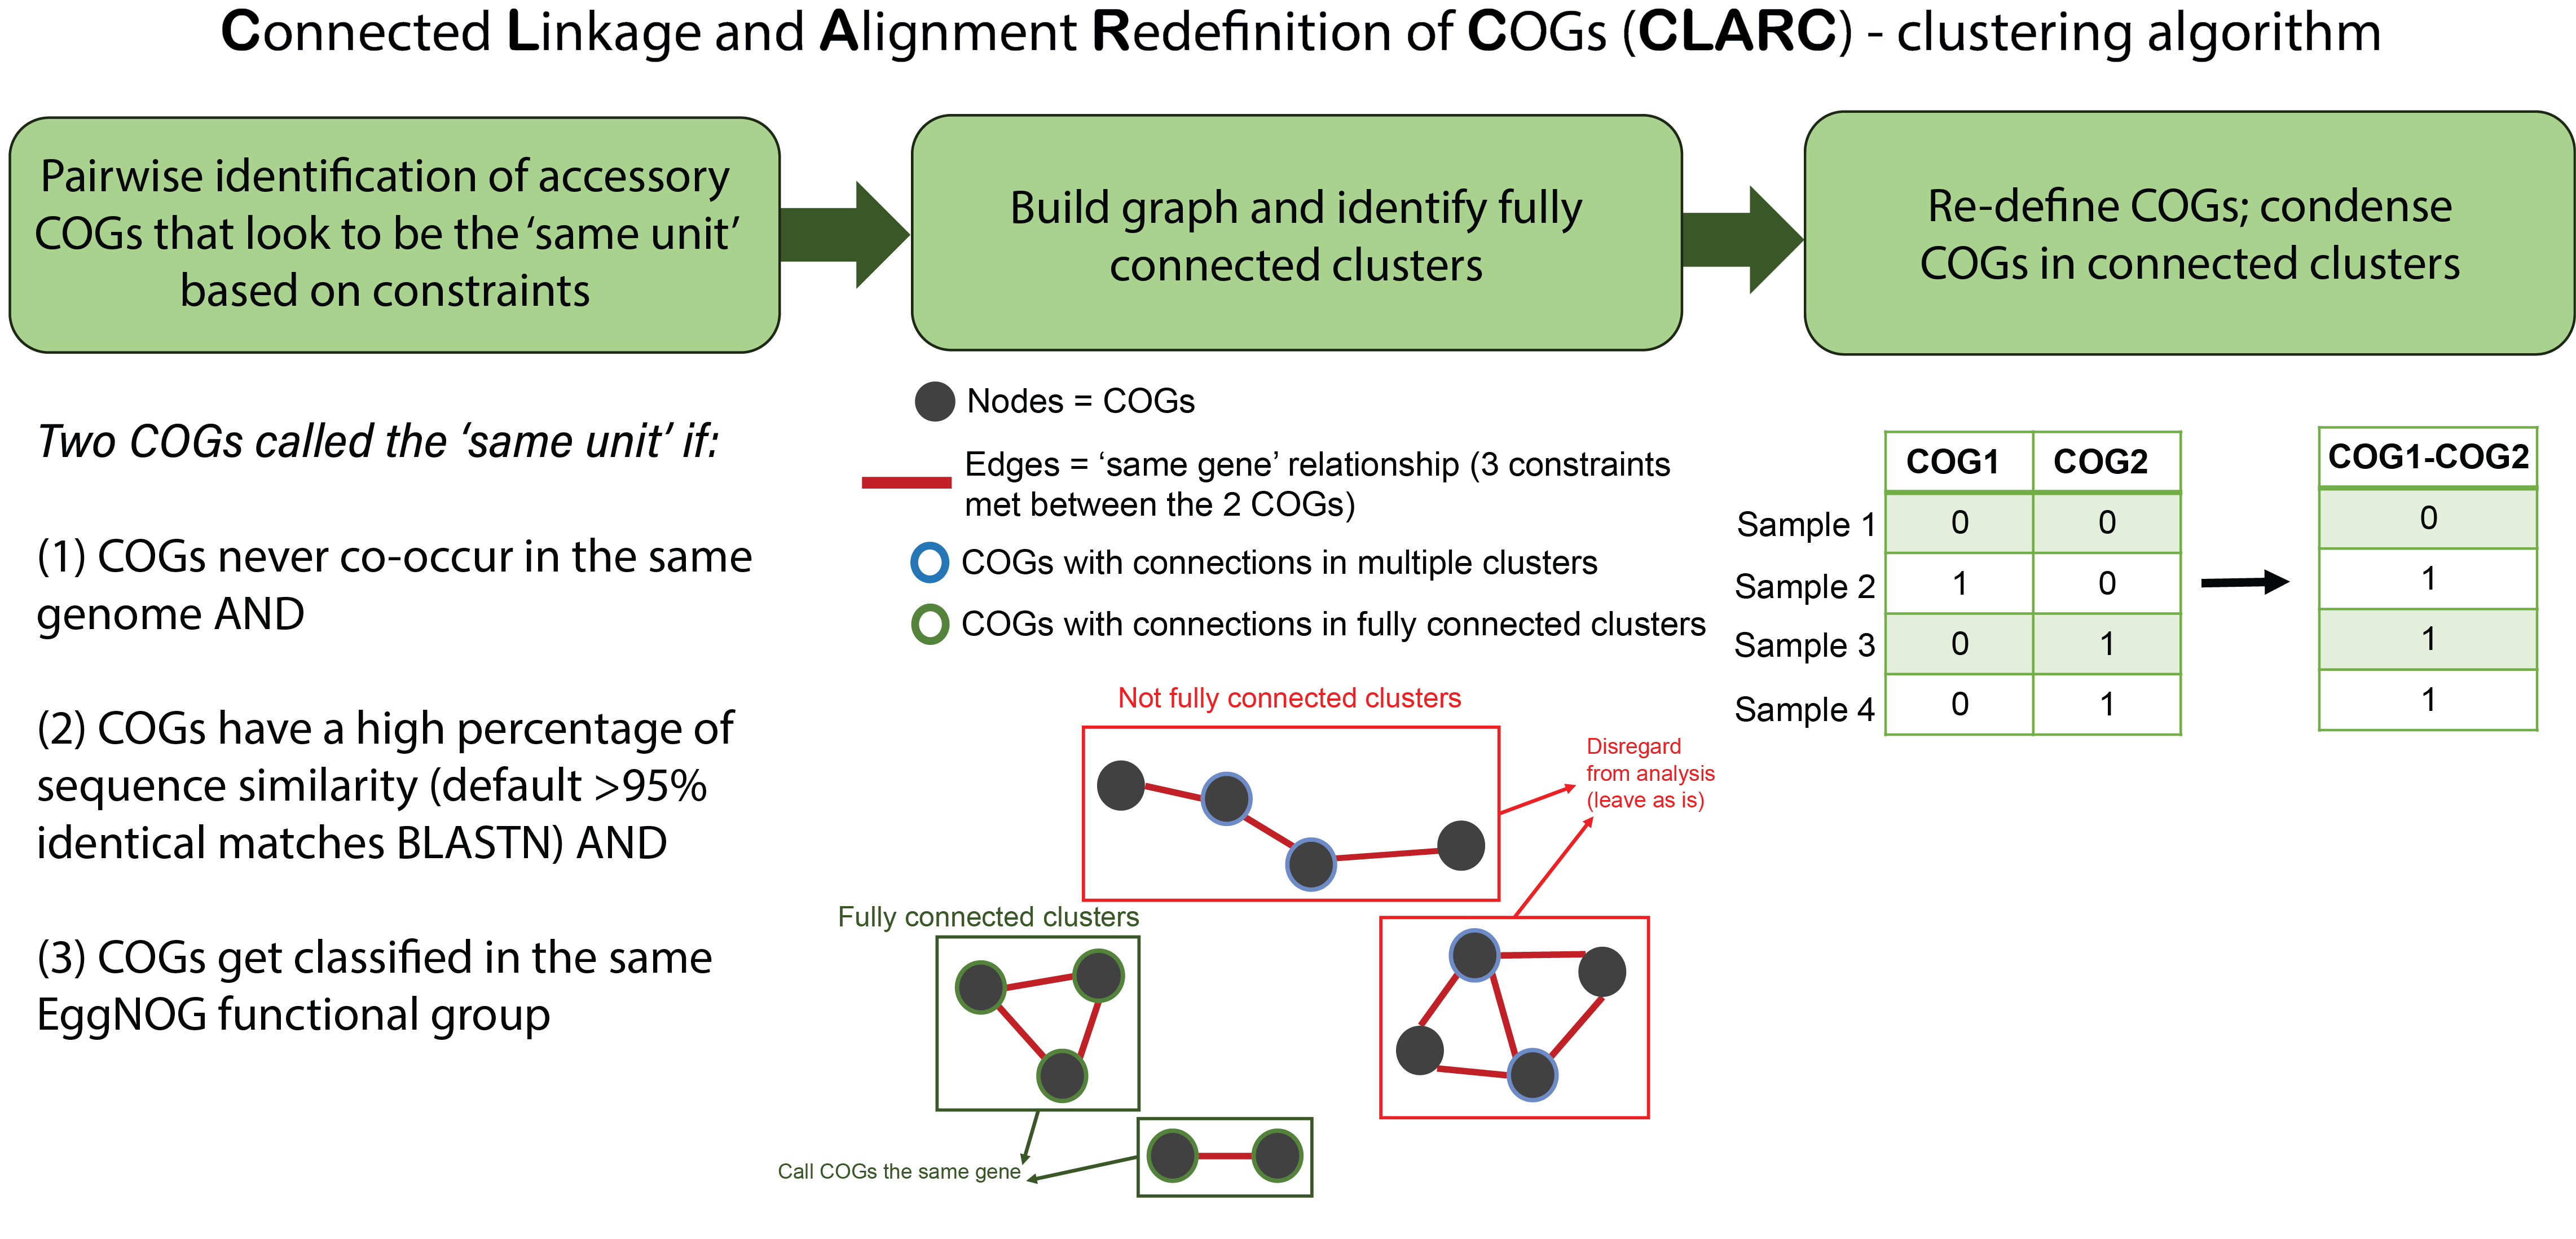 Connected Linkage and Alignment Redefinition of COGs (CLARC) - clustering algorithm
Pairwise identification of accessory
COGs that look to be the ‘same unit’
based on constraints
Build graph and identify fully
connected clusters
Re-define COGs; condense
COGs in connected clusters
Two COGs called the ‘same unit’ if:
(1) COGs never co-occur in the same
genome AND
(2) COGs have a high percentage of
sequence similarity (default >95%
identical matches BLASTN) AND
(3) COGs get classified in the same
EggNOG functional group
Nodes = COGs
Edges = ‘same gene’ relationship (3 constraints
met between the 2 COGs)
COGs with connections in multiple clusters
COGs with connections in fully connected clusters
Not fully connected clusters
Disregard
from analysis
(leave as is)
Fully connected clusters
Call COGs the same gene
COG1 COG2
Sample 1 0 0
Sample 2 1 0
Sample 3 0 1
Sample 4 0 1
COG1-COG2
0
1
1
1